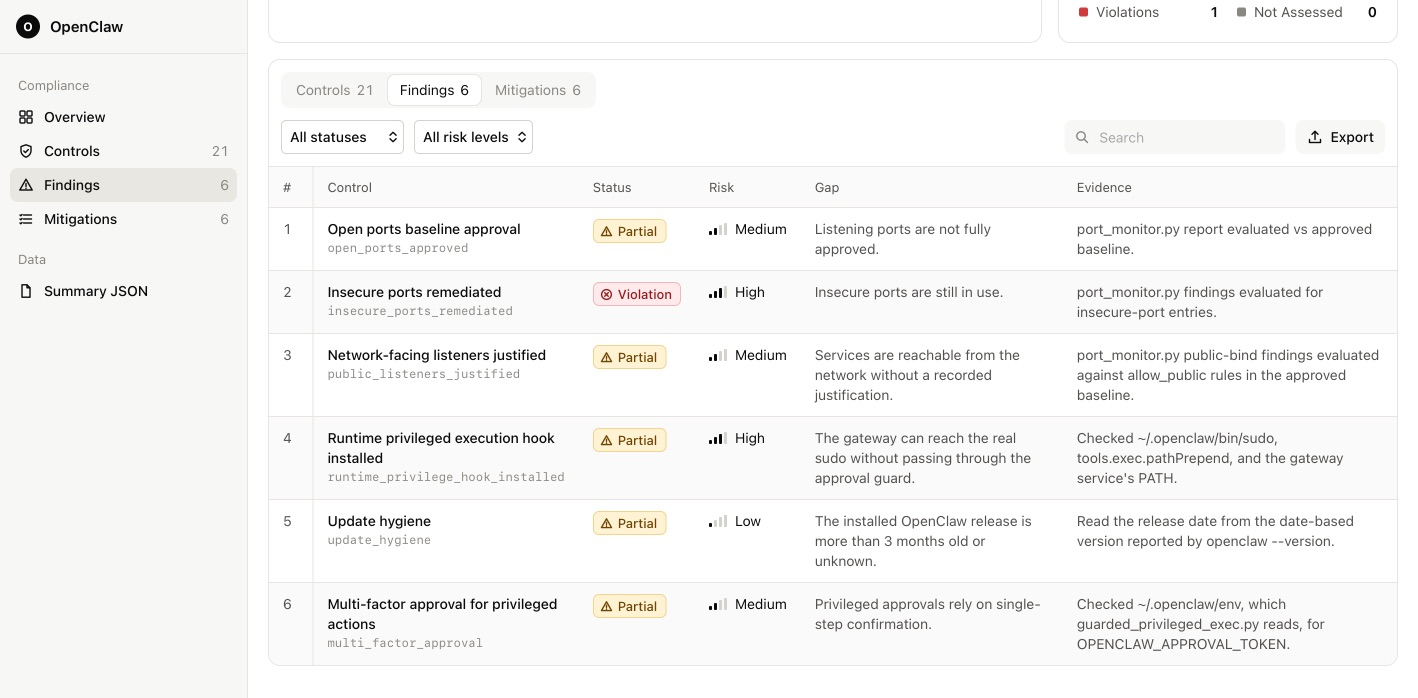 OpenClaw
Compliance
Overview
Controls 21
Findings 6
Mitigations 6
Data
Summary JSON
Violations 1 Not Assessed 0
Controls 21 Findings 6 Mitigations 6
All statuses All risk levels Search Export
# Control Status Risk Gap Evidence
1 Open ports baseline approval Partial Medium Listening ports are not fully port_monitor.py report evaluated vs approved
open_ports_approved approved. baseline.
2 Insecure ports remediated Violation High Insecure ports are still in use. port_monitor.py findings evaluated for
insecure_ports_remediated insecure-port entries.
3 Network-facing listeners justified Partial Medium Services are reachable from the port_monitor.py public-bind findings evaluated
public_listeners_justified network without a recorded against allow_public rules in the approved
justification. baseline.
4 Runtime privileged execution hook Partial High The gateway can reach the real Checked ~/.openclaw/bin/sudo,
installed sudo without passing through the tools.exec.pathPrepend, and the gateway
runtime_privilege_hook_installed approval guard. service's PATH.
5 Update hygiene Partial Low The installed OpenClaw release is Read the release date from the date-based
update_hygiene more than 3 months old or version reported by openclaw --version.
unknown.
6 Multi-factor approval for privileged Partial Medium Privileged approvals rely on single- Checked ~/.openclaw/env, which
actions step confirmation. guarded_privileged_exec.py reads, for
multi_factor_approval OPENCLAW_APPROVAL_TOKEN.